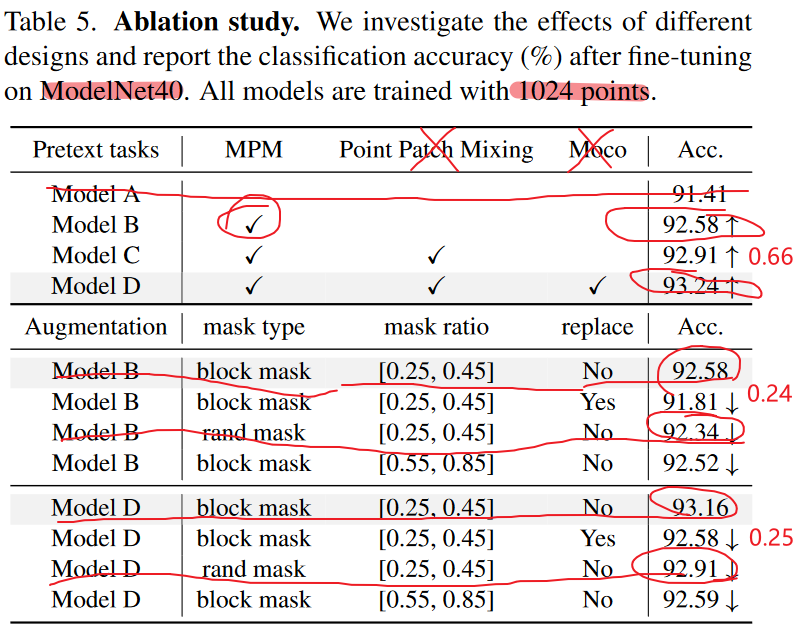 Table 5. Ablation study. We investigate the effects of different
designs and report the classification accuracy (%) after fine-tuning
on ModelNet40. All models are trained with 1024 points.
Pretext tasks MPM Point Patch Mixing Moco Acc.
Model A 91.41
Model B ✓ 92.58 ↑
Model C ✓ ✓ 92.91 ↑ 0.66
Model D ✓ ✓ ✓ 93.24 ↑
Augmentation mask type mask ratio replace Acc.
Model B block mask [0.25, 0.45] No 92.58
Model B block mask [0.25, 0.45] Yes 91.81 ↓ 0.24
Model B rand mask [0.25, 0.45] No 92.34 ↓
Model B block mask [0.55, 0.85] No 92.52 ↓
Model D block mask [0.25, 0.45] No 93.16
Model D block mask [0.25, 0.45] Yes 92.58 ↓ 0.25
Model D rand mask [0.25, 0.45] No 92.91 ↓
Model D block mask [0.55, 0.85] No 92.59 ↓